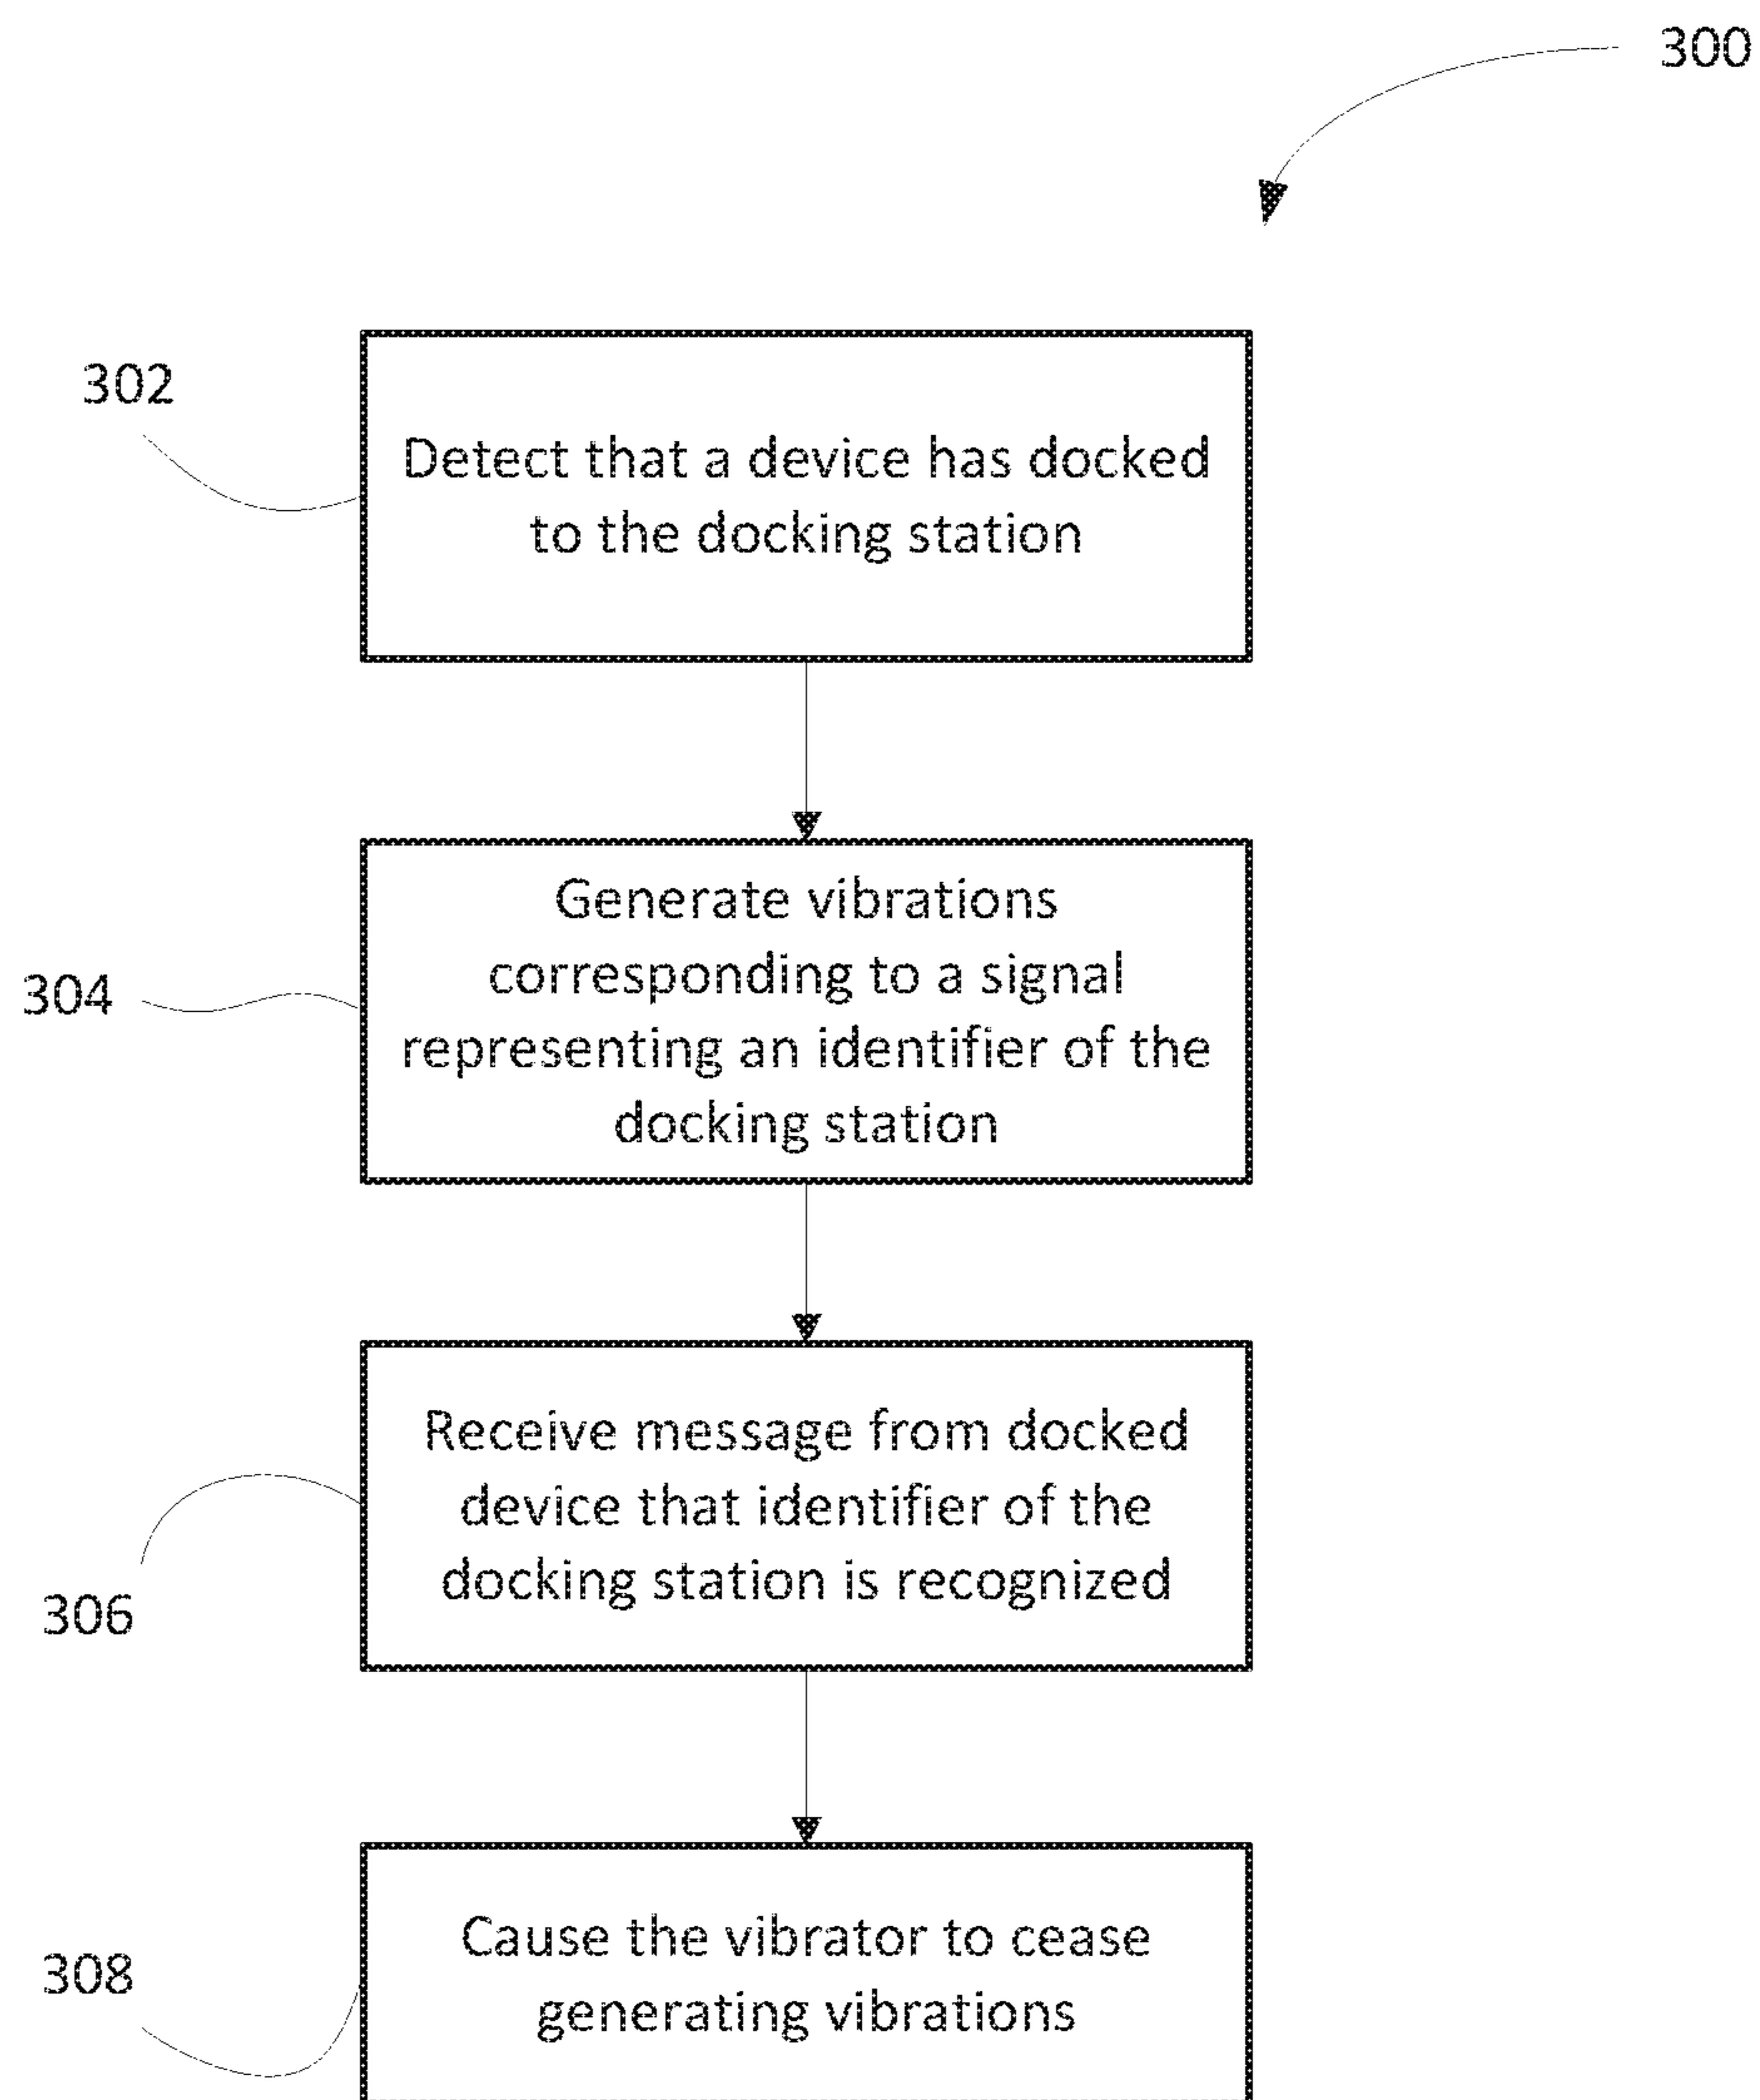 300
302
Detect that a device has docked
to the docking station
304
Generate vibrations
corresponding to a signal
representing an identifier of the
docking station
306
Receive message from docked
device that identifier of the
docking station is recognized
308
Cause the vibrator to cease
generating vibrations